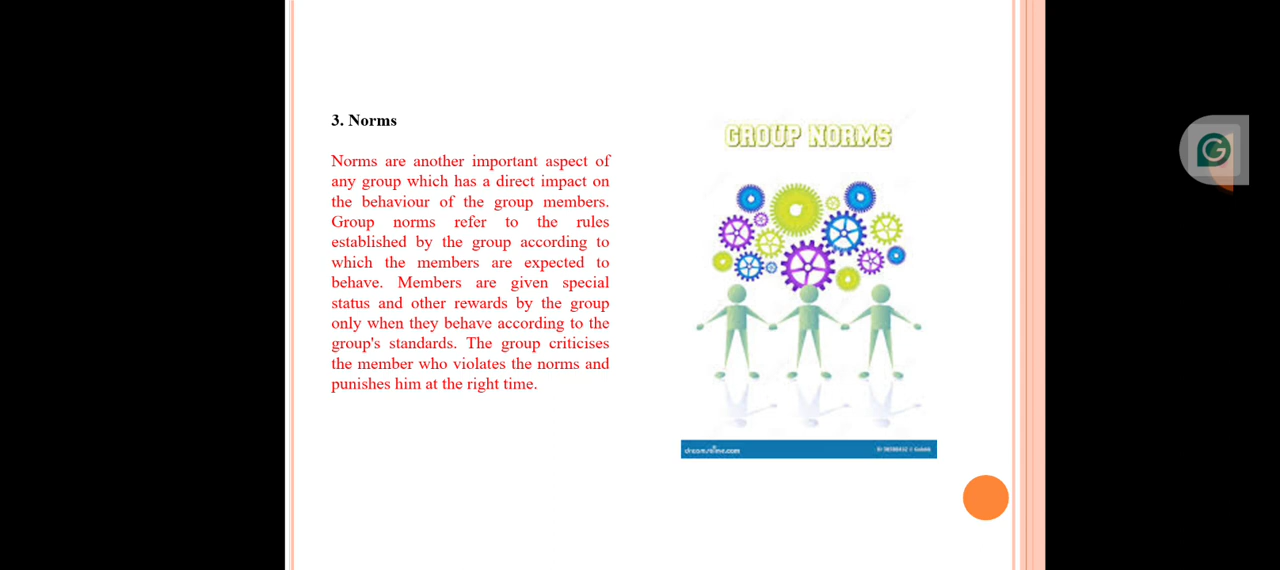 3. Norms
Norms are another important aspect of
any group which has a direct impact on
the behaviour of the group members.
Group norms refer to the rules
established by the group according to
which the members are expected to
behave. Members are given special
status and other rewards by the group
only when they behave according to the
group's standards. The group criticises
the member who violates the norms and
punishes him at the right time.
GROUP NORMS
dreamstime.com